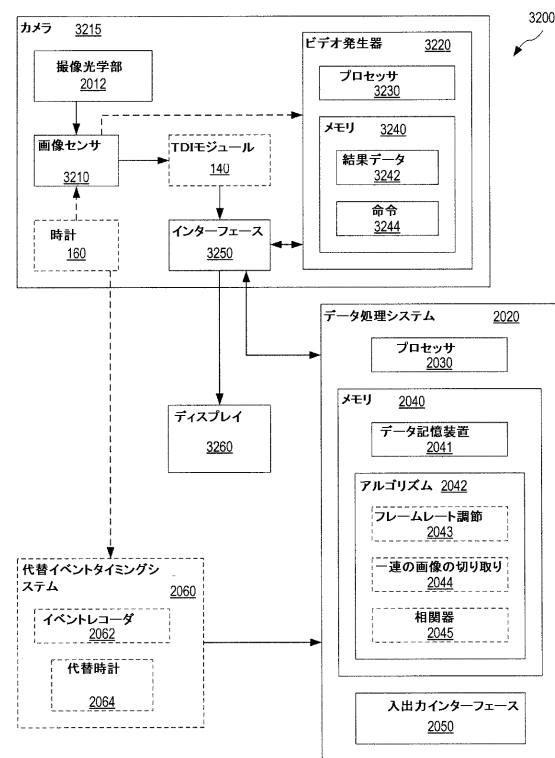 3200
カメラ 3215
撮像光学部
2012
画像センサ
3210
TDIモジュール
140
時計
160
インターフェース
3250
ビデオ発生器
3220
プロセッサ
3230
メモリ 3240
結果データ
3242
命令
3244
ディスプレイ
3260
データ処理システム 2020
プロセッサ
2030
メモリ 2040
データ記憶装置
2041
アルゴリズム 2042
フレームレート調節
2043
一連の画像の切り取り
2044
相関器
2045
入出力インターフェース
2050
代替イベントタイミングシ
ステム 2060
イベントレコーダ
2062
代替時計
2064